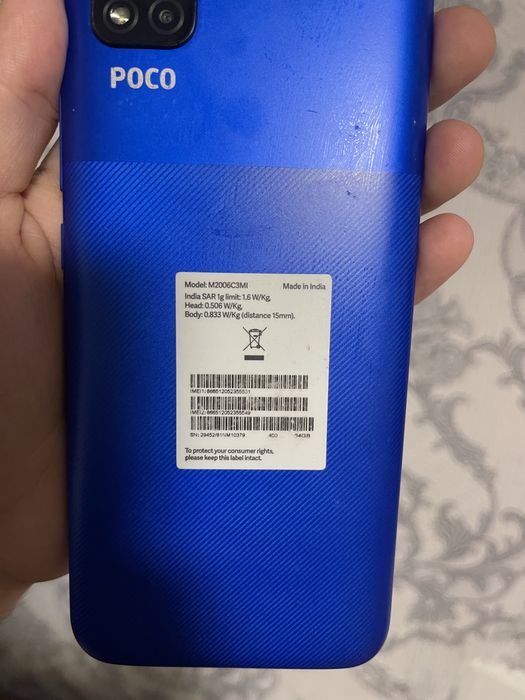 POCO
Model: M2006C3MI Made in India
India SAR 1g limit: 1.6 W/Kg,
Head: 0.506 W/Kg,
Body: 0.833 W/Kg (distance 15mm).
To protect your consumer rights,
please keep this label intact.